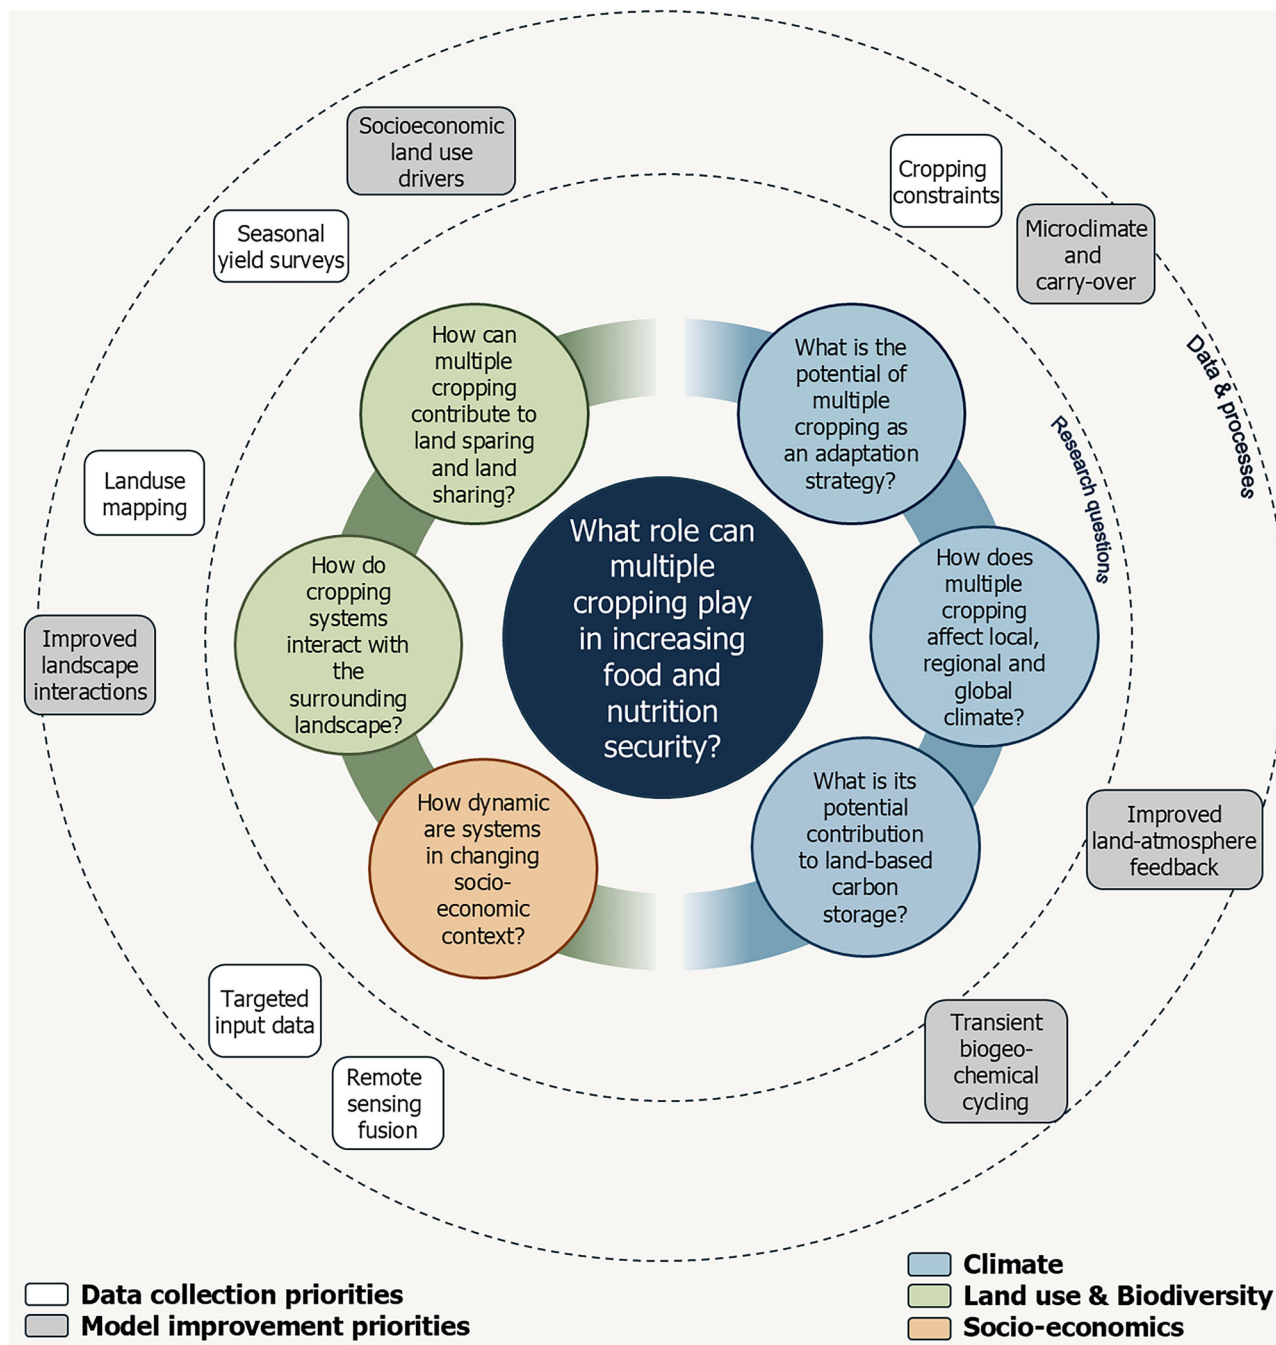 Socioeconomic
land use
drivers
Seasonal
yield surveys
Landuse
mapping
Improved
landscape
interactions
Targeted
input data
Remote
sensing
fusion
Cropping
constraints
Microclimate
and
carry-over
Data & processes
Research questions
Improved
land-atmosphere
feedback
Transient
biogeo-
chemical
cycling
How can
multiple
cropping
contribute to
land sparing
and land
sharing?
How do
cropping
systems
interact with
the
surrounding
landscape?
How dynamic
are systems
in changing
socio-
economic
context?
What role can
multiple
cropping play
in increasing
food and
nutrition
security?
What is the
potential of
multiple
cropping as
an adaptation
strategy?
How does
multiple
cropping
affect local,
regional and
global
climate?
What is its
potential
contribution
to land-based
carbon
storage?
Data collection priorities
Model improvement priorities
Climate
Land use & Biodiversity
Socio-economics